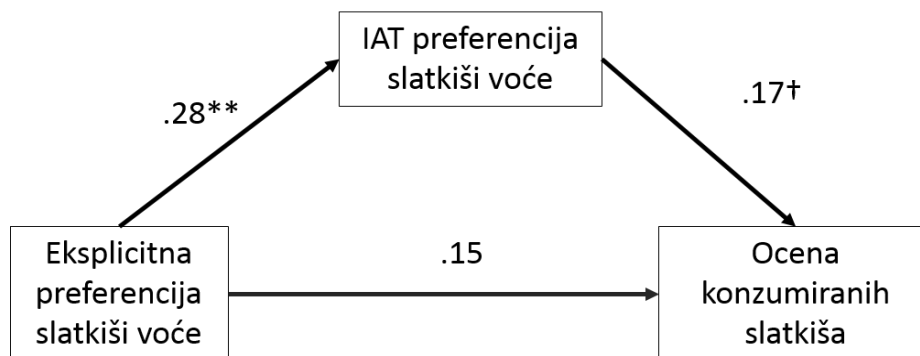 IAT preferencija
slatkiši voće
.28**
.17†
Eksplicitna
preferencija
slatkiši voće
.15
Ocena
konzumiranih
slatkiša